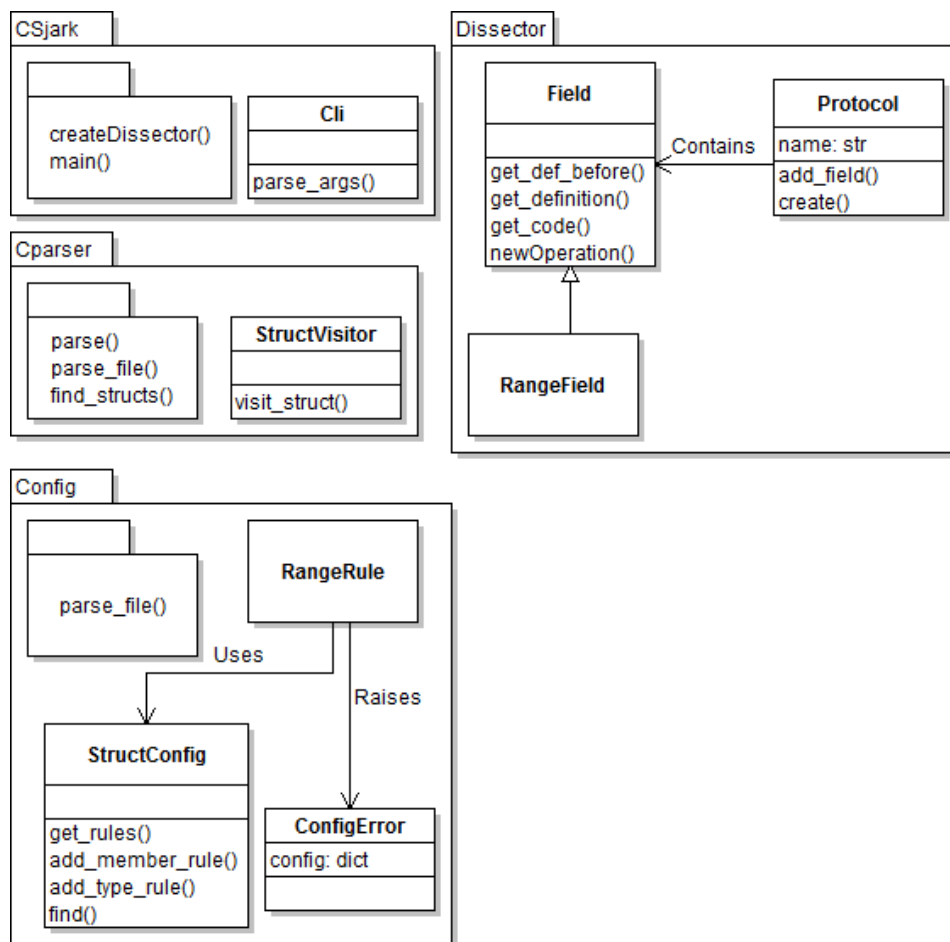 CSjark
createDissector()
main()
Cli
parse_args()
Dissector
Field
get_def_before()
get_definition()
get_code()
newOperation()
Contains
Protocol
name: str
add_field()
create()
RangeField
Cparser
parse()
parse_file()
find_structs()
StructVisitor
visit_struct()
Config
parse_file()
RangeRule
Uses
Raises
StructConfig
get_rules()
add_member_rule()
add_type_rule()
find()
ConfigError
config: dict